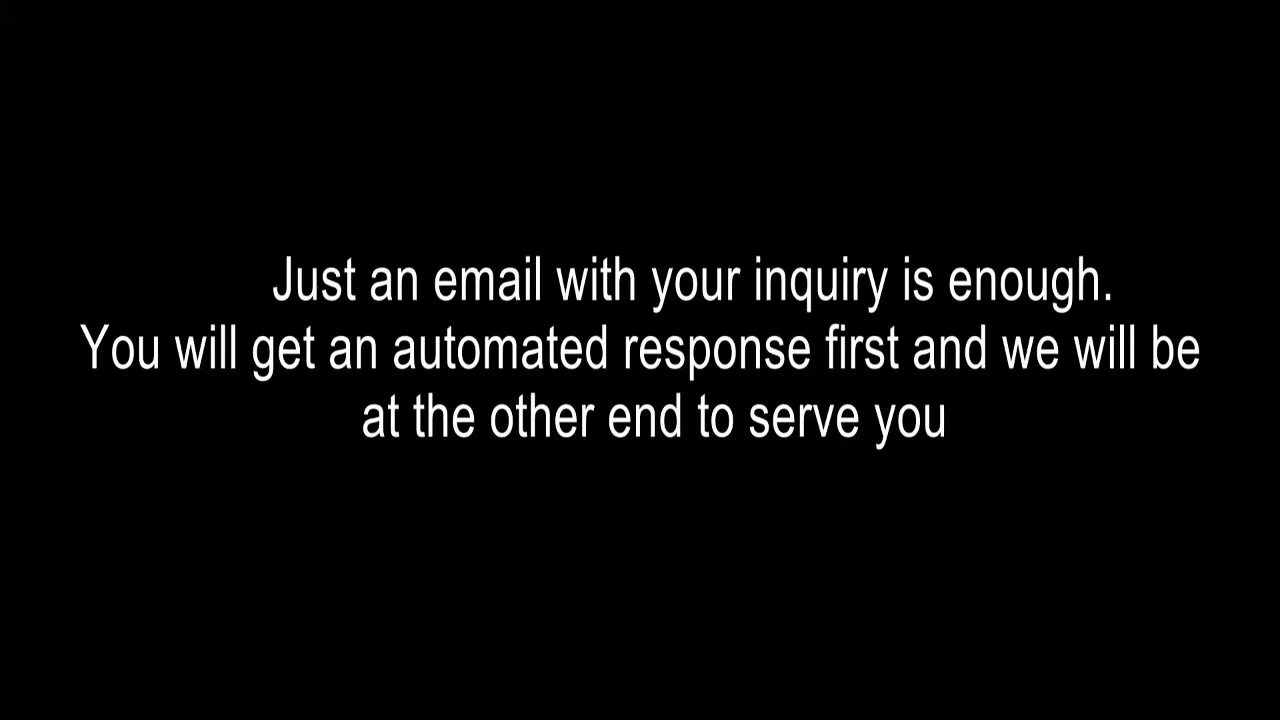 Just an email with your inquiry is enough.
You will get an automated response first and we will be
at the other end to serve you